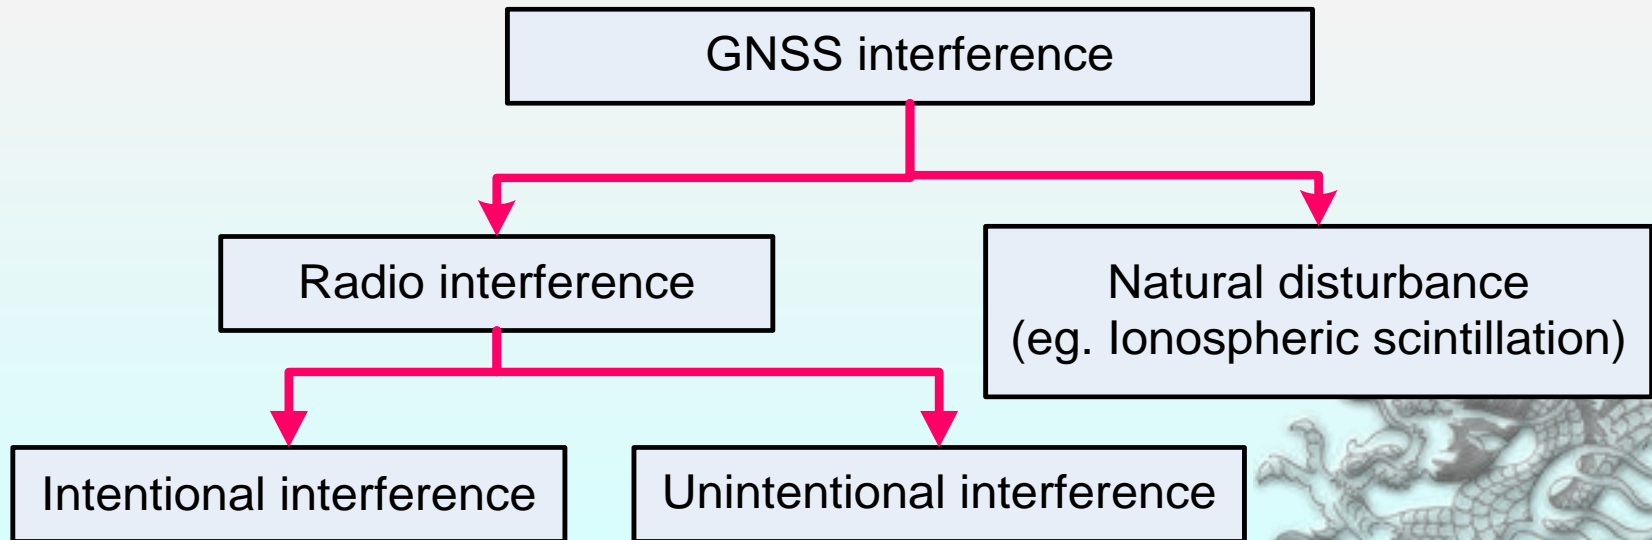 GNSS interference
Radio interference
Natural disturbance
(eg. Ionospheric scintillation)
Intentional interference
Unintentional interference